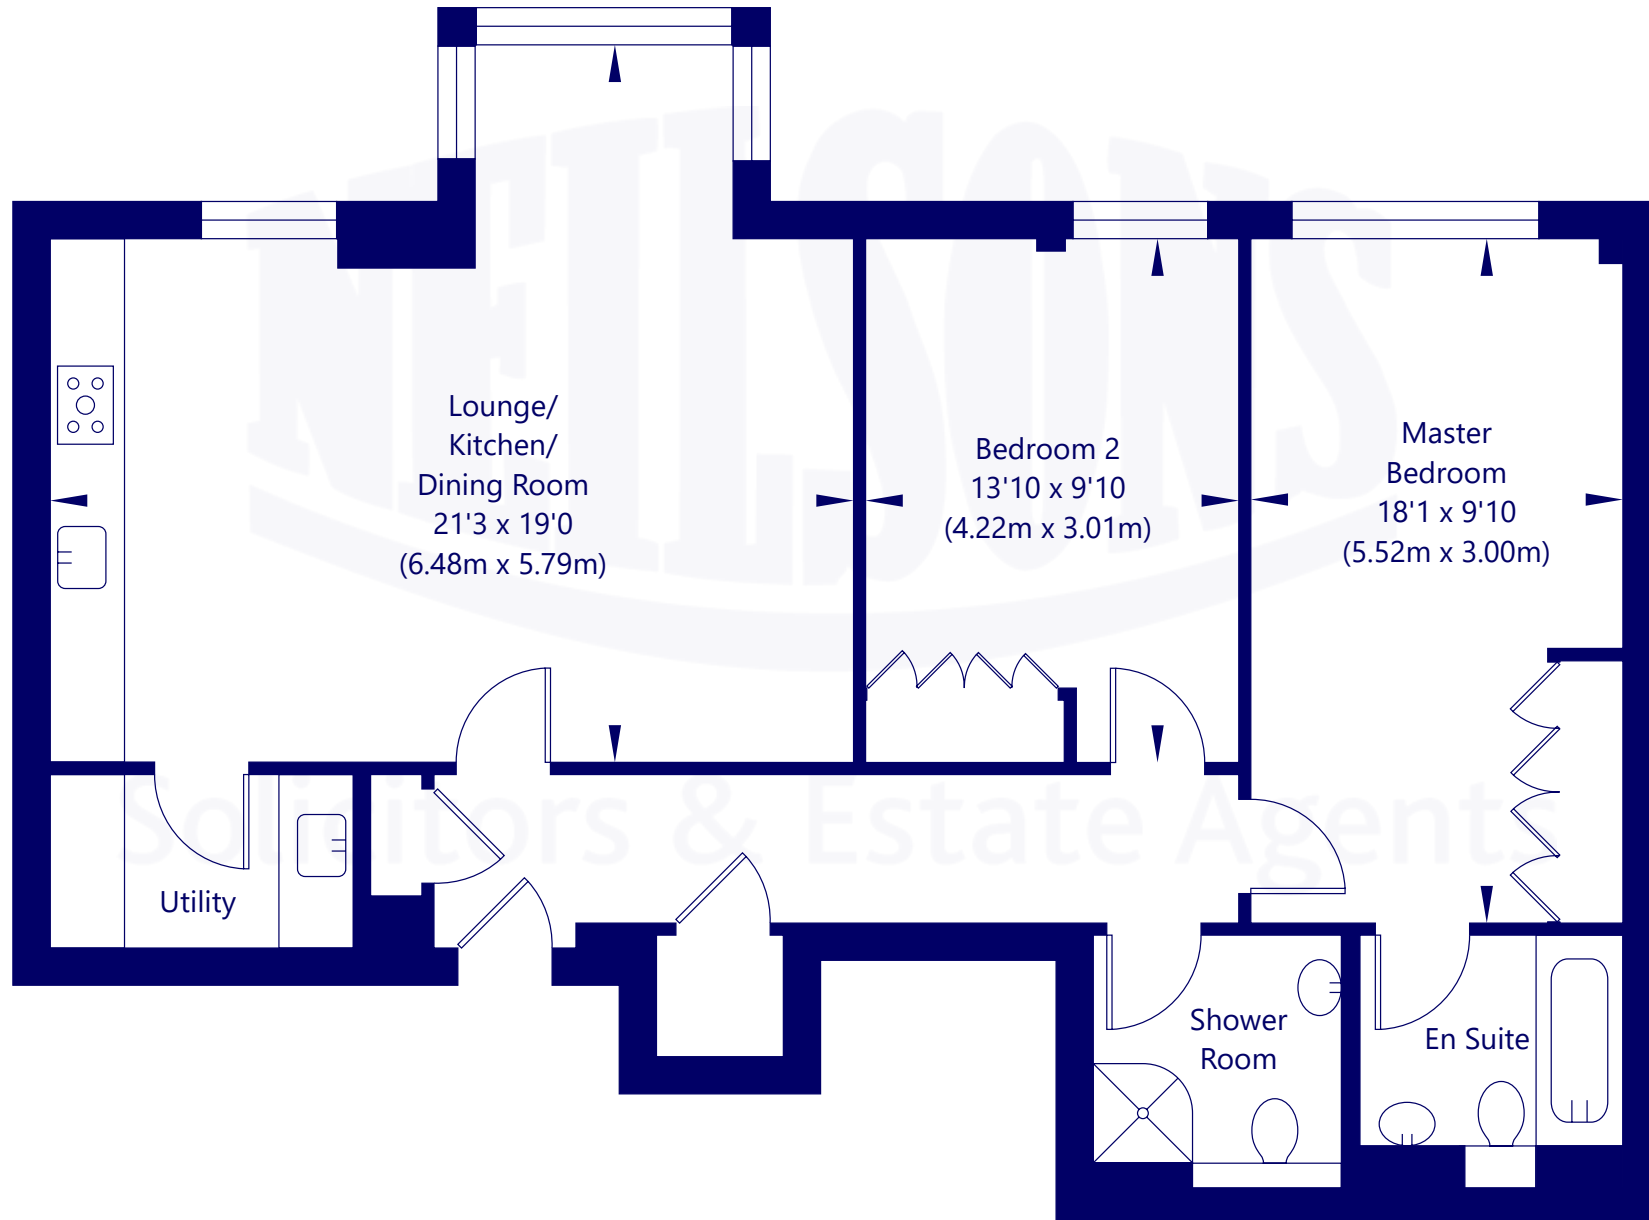 NEILSONS
Solicitors & Estate Agents
Lounge/
Kitchen/
Dining Room
21'3 x 19'0
(6.48m x 5.79m)
Bedroom 2
13'10 x 9'10
(4.22m x 3.01m)
Master
Bedroom
18'1 x 9'10
(5.52m x 3.00m)
Utility
Shower
Room
En Suite